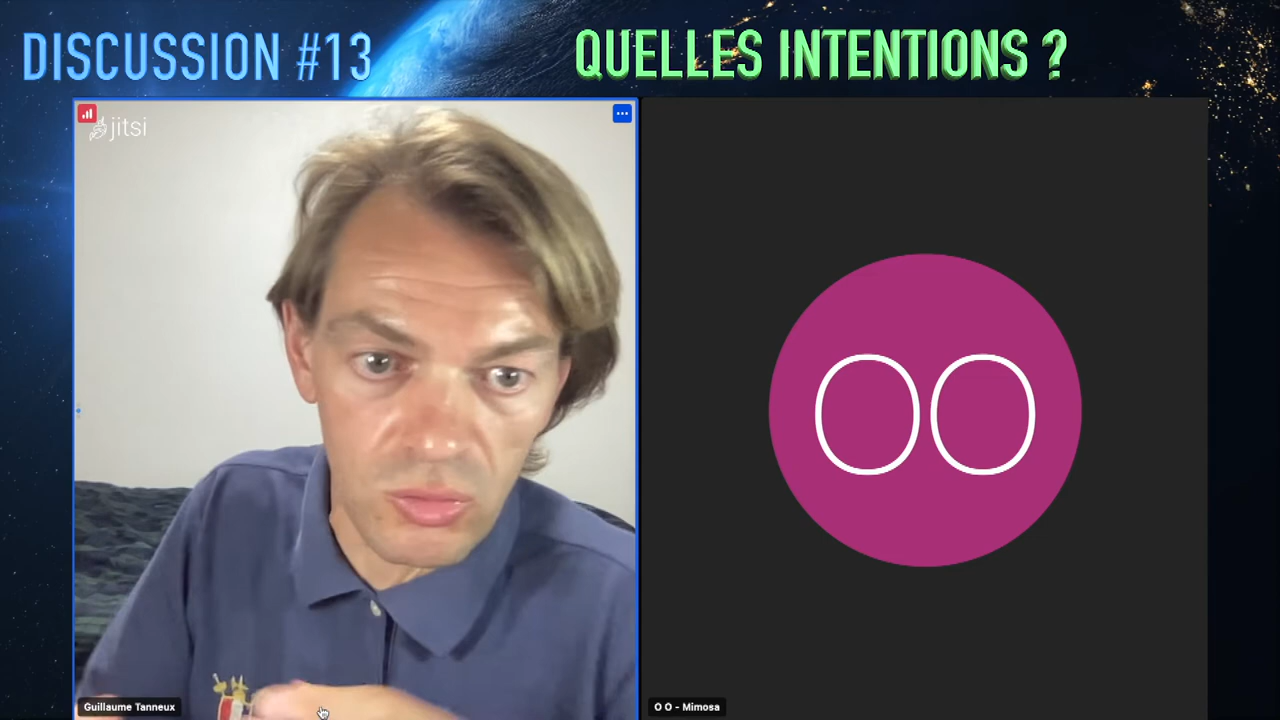 DISCUSSION #13
QUELLES INTENTIONS ?
jitsi
OO
Guillaume Tanneux
O O - Mimosa